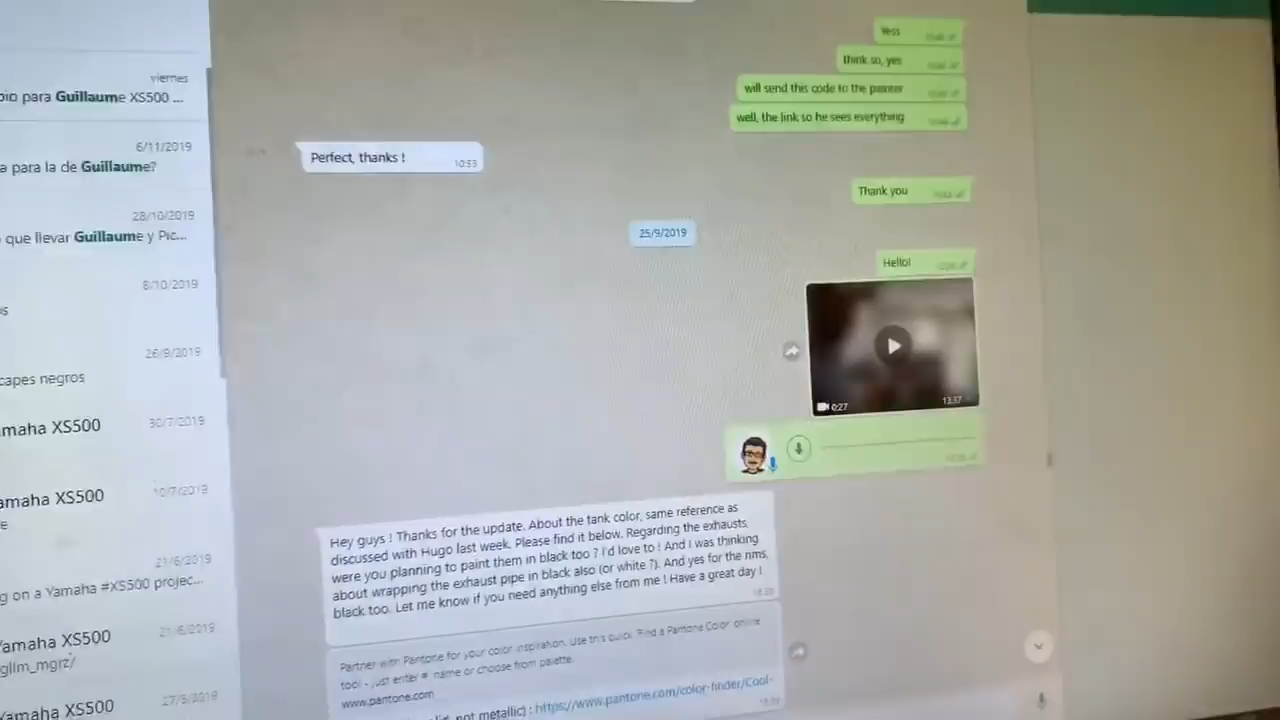 viernes
pio para Guillaume XS500 ...
6/11/2019
a para la de Guillaume?
28/10/2019
que llevar Guillaume y Pic...
8/10/2019
26/9/2019
capes negros
maha XS500
30/7/2019
amaha XS500
10/7/2019
e
21/6/2019
g on a Yamaha #XS500 projec...
Yamaha XS500
21/6/2019
gllm_mgrz/
Yamaha XS500
27/5/2019
Yess
think so, yes
will send this code to the painter
well, the link so he sees everything
Perfect, thanks !
10:53
Thank you
25/9/2019
Hello!
0:27
13:37
Hey guys ! Thanks for the update. About the tank color, same reference as
discussed with Hugo last week. Please find it below. Regarding the exhausts,
were you planning to paint them in black too ? I'd love to ! And I was thinking
about wrapping the exhaust pipe in black also (or white ?). And yes for the rims,
black too. Let me know if you need anything else from me ! Have a great day !
Partner with Pantone for your color inspiration. Use this quick "Find a Pantone Color" online
tool - just enter #, name or choose from palette.
www.pantone.com
not metallic) : https://www.pantone.com/color-finder/Cool-